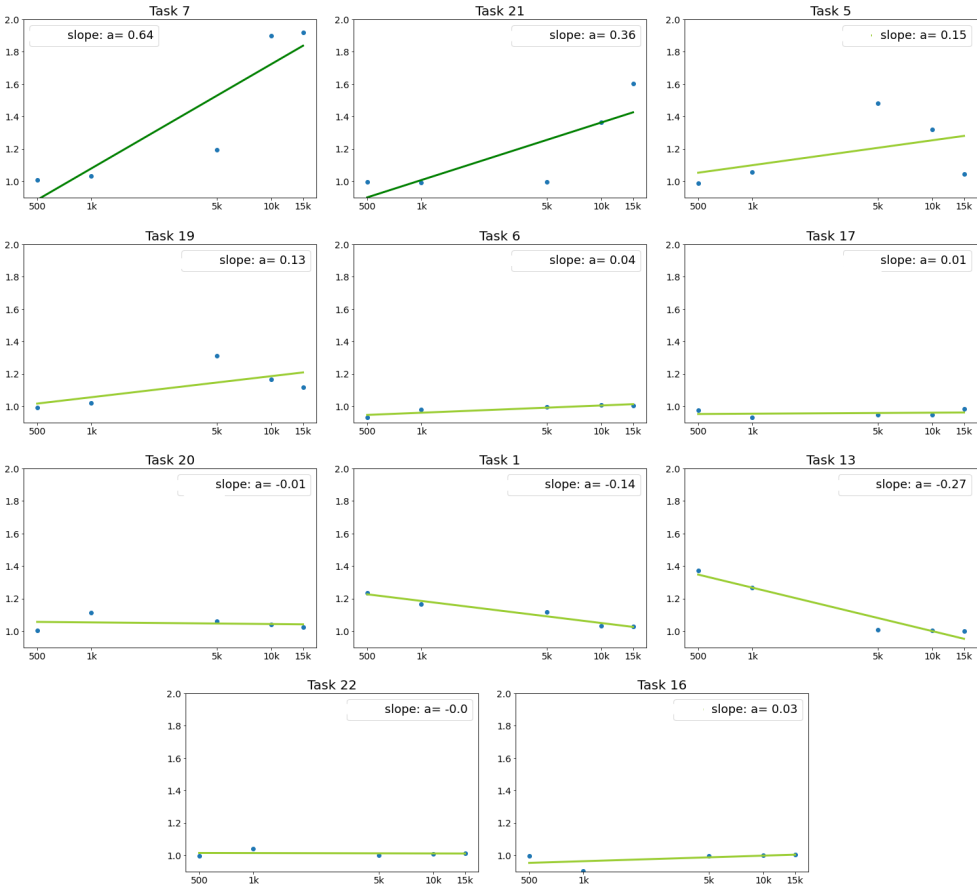 Task 7
slope: a= 0.64
2.0
1.8
1.6
1.4
1.2
1.0
500 1k 5k 10k 15k
Task 21
slope: a= 0.36
2.0
1.8
1.6
1.4
1.2
1.0
500 1k 5k 10k 15k
Task 5
slope: a= 0.15
2.0
1.8
1.6
1.4
1.2
1.0
500 1k 5k 10k 15k
Task 19
slope: a= 0.13
2.0
1.8
1.6
1.4
1.2
1.0
500 1k 5k 10k 15k
Task 6
slope: a= 0.04
2.0
1.8
1.6
1.4
1.2
1.0
500 1k 5k 10k 15k
Task 17
slope: a= 0.01
2.0
1.8
1.6
1.4
1.2
1.0
500 1k 5k 10k 15k
Task 20
slope: a= -0.01
2.0
1.8
1.6
1.4
1.2
1.0
500 1k 5k 10k 15k
Task 1
slope: a= -0.14
2.0
1.8
1.6
1.4
1.2
1.0
500 1k 5k 10k 15k
Task 13
slope: a= -0.27
2.0
1.8
1.6
1.4
1.2
1.0
500 1k 5k 10k 15k
Task 22
slope: a= -0.0
2.0
1.8
1.6
1.4
1.2
1.0
500 1k 5k 10k 15k
Task 16
slope: a= 0.03
2.0
1.8
1.6
1.4
1.2
1.0
500 1k 5k 10k 15k